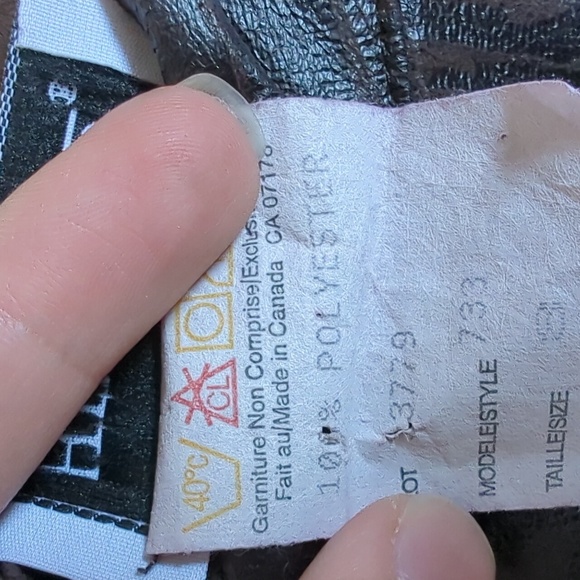 40°C
CL
Garniture Non Comprise/Exclus
Fait au/Made in Canada CA 07178
100% POLYESTER
LOT 3779
MODELE/STYLE 733
TAILLE/SIZE